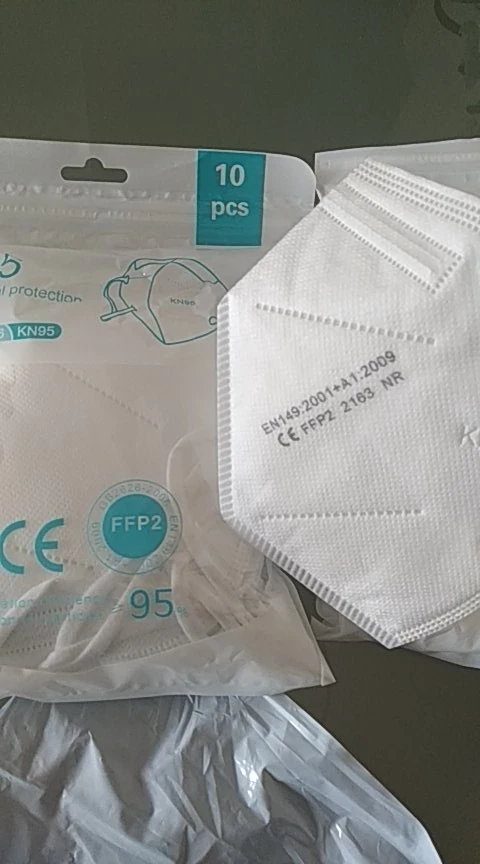 10
pcs
protection
KN95
KN95
CE
FFP2
95%
EN149:2001+A1:2009
CE FFP2 2163 NR